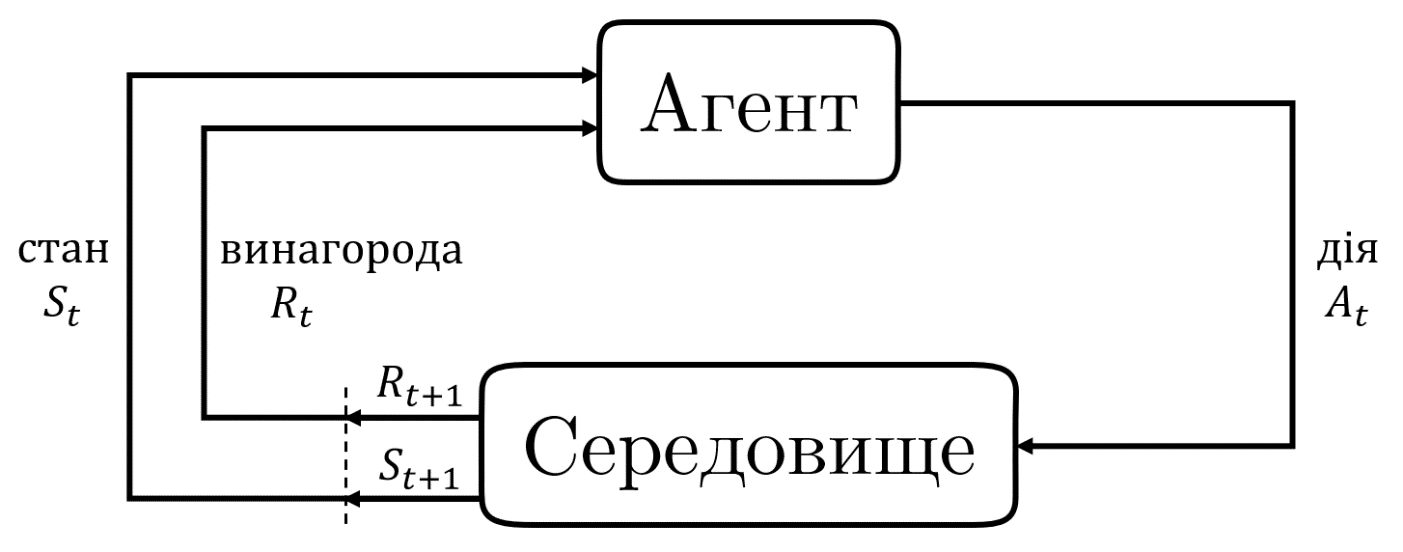 Агент
стан
S_t
винагорода
R_t
дія
A_t
R_{t+1}
S_{t+1}
Середовище